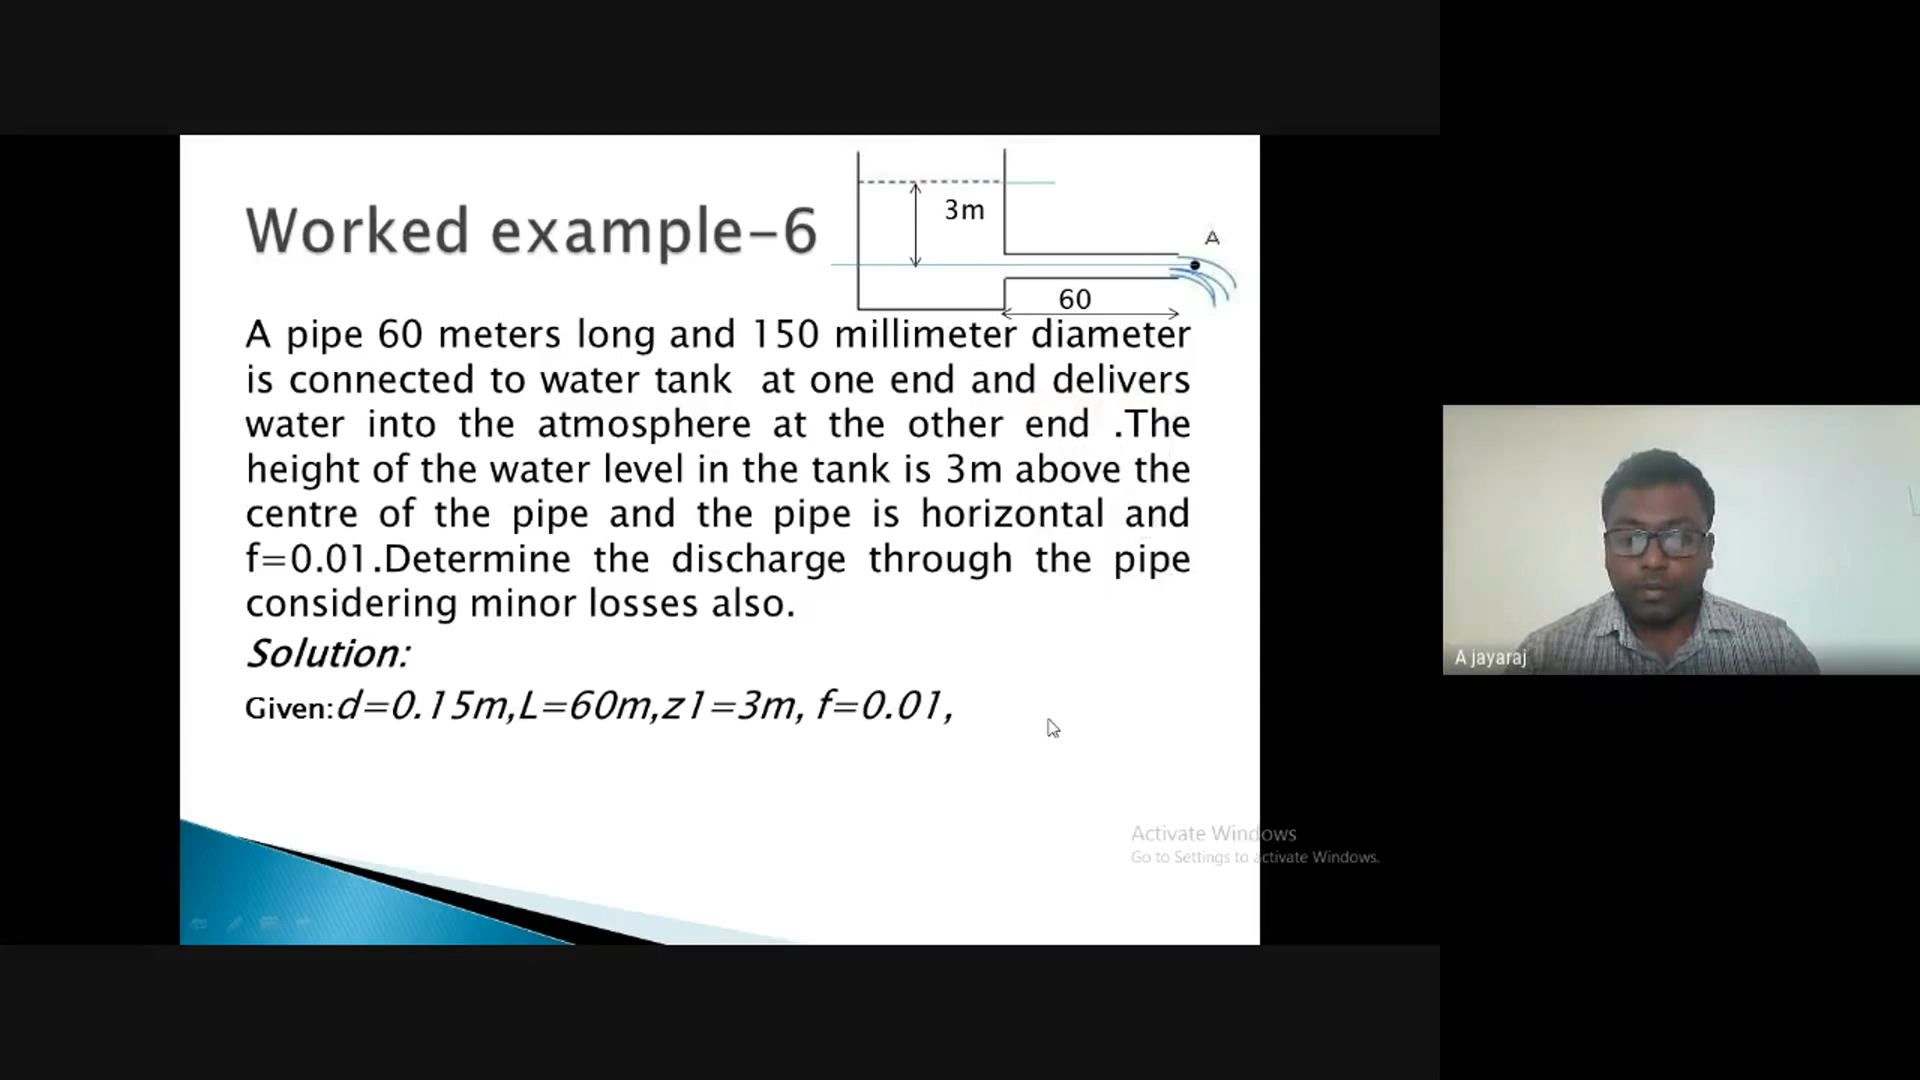 Worked example-6
3m
A
60
A pipe 60 meters long and 150 millimeter diameter
is connected to water tank at one end and delivers
water into the atmosphere at the other end .The
height of the water level in the tank is 3m above the
centre of the pipe and the pipe is horizontal and
f=0.01.Determine the discharge through the pipe
considering minor losses also.
Solution:
Given:d=0.15m,L=60m,z1=3m, f=0.01,
Activate Windows
Go to Settings to activate Windows.
A jayaraj